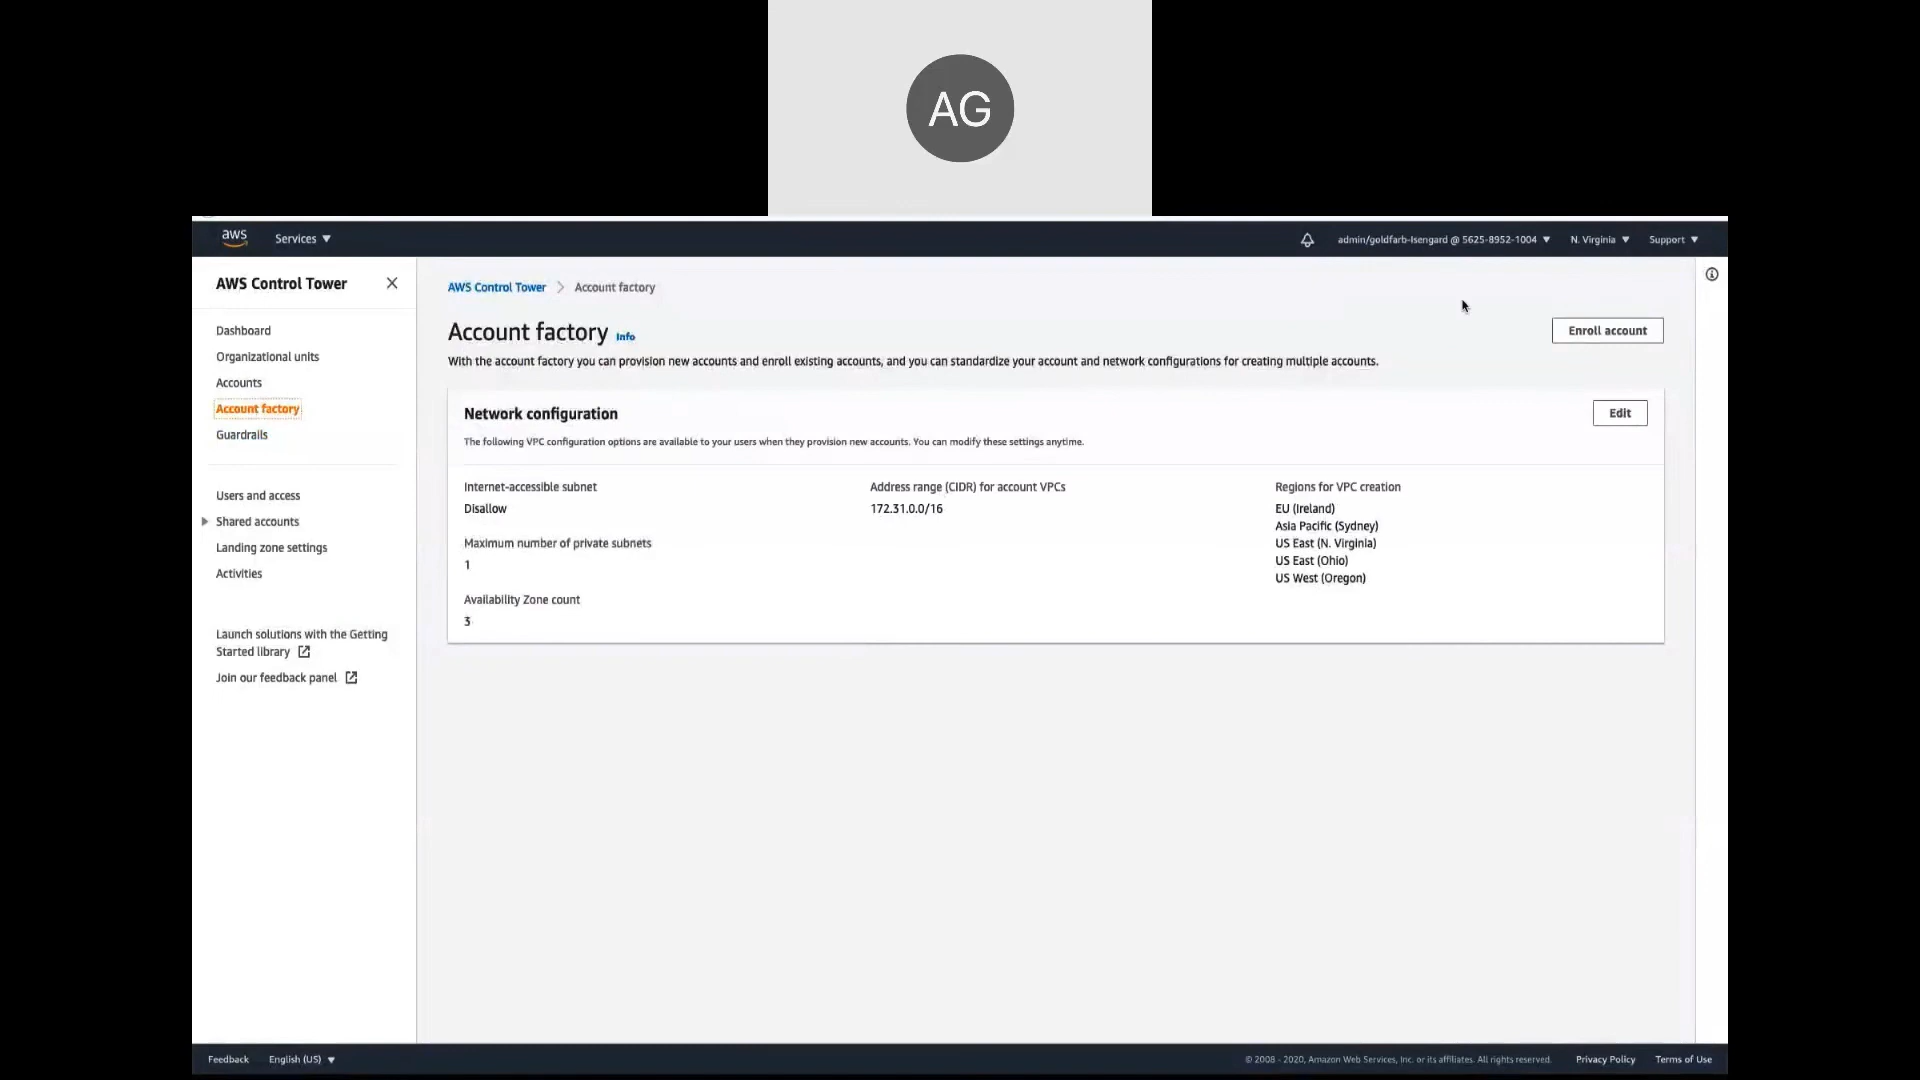 AG
aws
Services
admin/goldfarb-Isengard @ 5625-8952-1004
N. Virginia
Support
AWS Control Tower
Dashboard
Organizational units
Accounts
Account factory
Guardrails
Users and access
Shared accounts
Landing zone settings
Activities
Launch solutions with the Getting
Started library
Join our feedback panel
AWS Control Tower
Account factory
Account factory Info
Enroll account
With the account factory you can provision new accounts and enroll existing accounts, and you can standardize your account and network configurations for creating multiple accounts.
Network configuration
Edit
The following VPC configuration options are available to your users when they provision new accounts. You can modify these settings anytime.
Internet-accessible subnet
Disallow
Maximum number of private subnets
1
Availability Zone count
3
Address range (CIDR) for account VPCs
172.31.0.0/16
Regions for VPC creation
EU (Ireland)
Asia Pacific (Sydney)
US East (N. Virginia)
US East (Ohio)
US West (Oregon)
Feedback
English (US)
© 2008 - 2020, Amazon Web Services, Inc. or its affiliates. All rights reserved.
Privacy Policy
Terms of Use